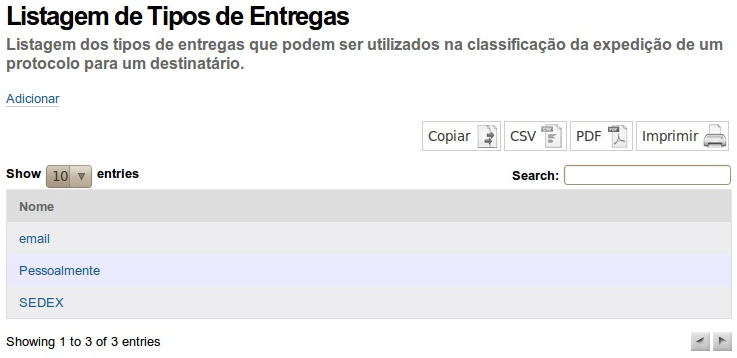 Listagem de Tipos de Entregas
Listagem dos tipos de entregas que podem ser utilizados na classificação da expedição de um
protocolo para um destinatário.
Adicionar
Copiar CSV PDF Imprimir
Show 10 entries Search:
Nome
email
Pessoalmente
SEDEX
Showing 1 to 3 of 3 entries